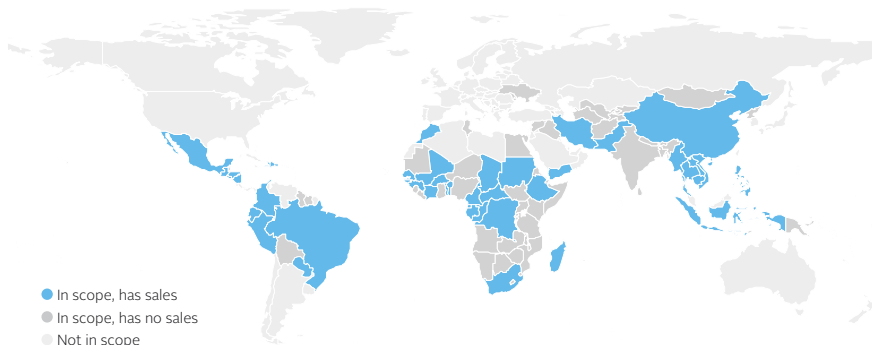 In scope, has sales
In scope, has no sales
Not in scope